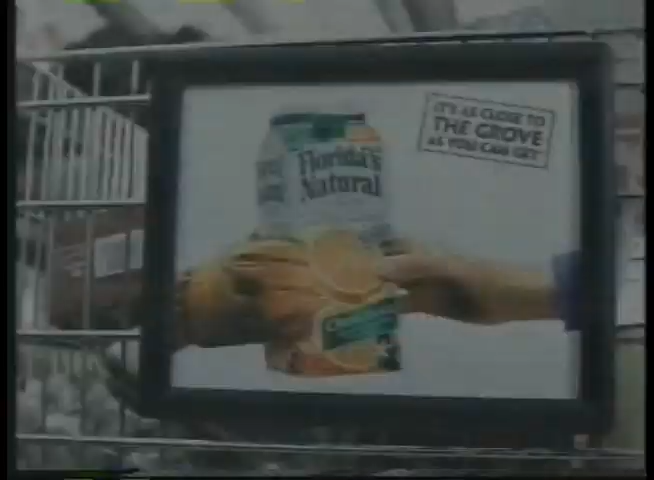 IT'S AS CLOSE TO
THE GROVE
AS YOU CAN GET
Florida's
Natural